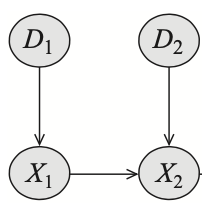 D₁ D₂
X₁ X₂